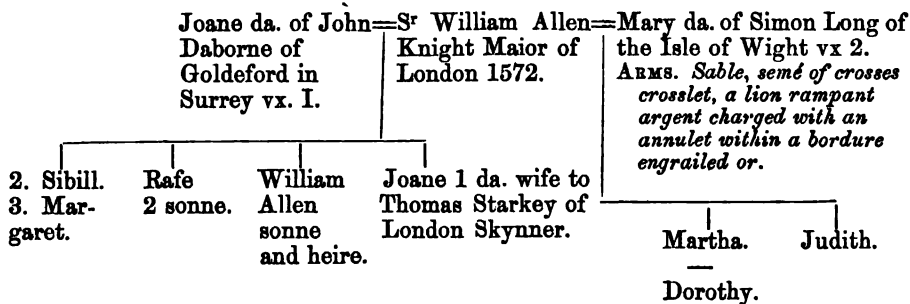 Joane da. of John=Sʳ William Allen=Mary da. of Simon Long of
Daborne of Knight Maior of the Isle of Wight vx 2.
Goldeford in London 1572. ARMS. Sable, semé of crosses
Surrey vx. I. crosslet, a lion rampant
argent charged with an
annulet within a bordure
engrailed or.
2. Sibill. Rafe William Joane 1 da. wife to
3. Mar- 2 sonne. Allen Thomas Starkey of
garet. sonne London Skynner.
and heire.
Martha. Judith.
Dorothy.